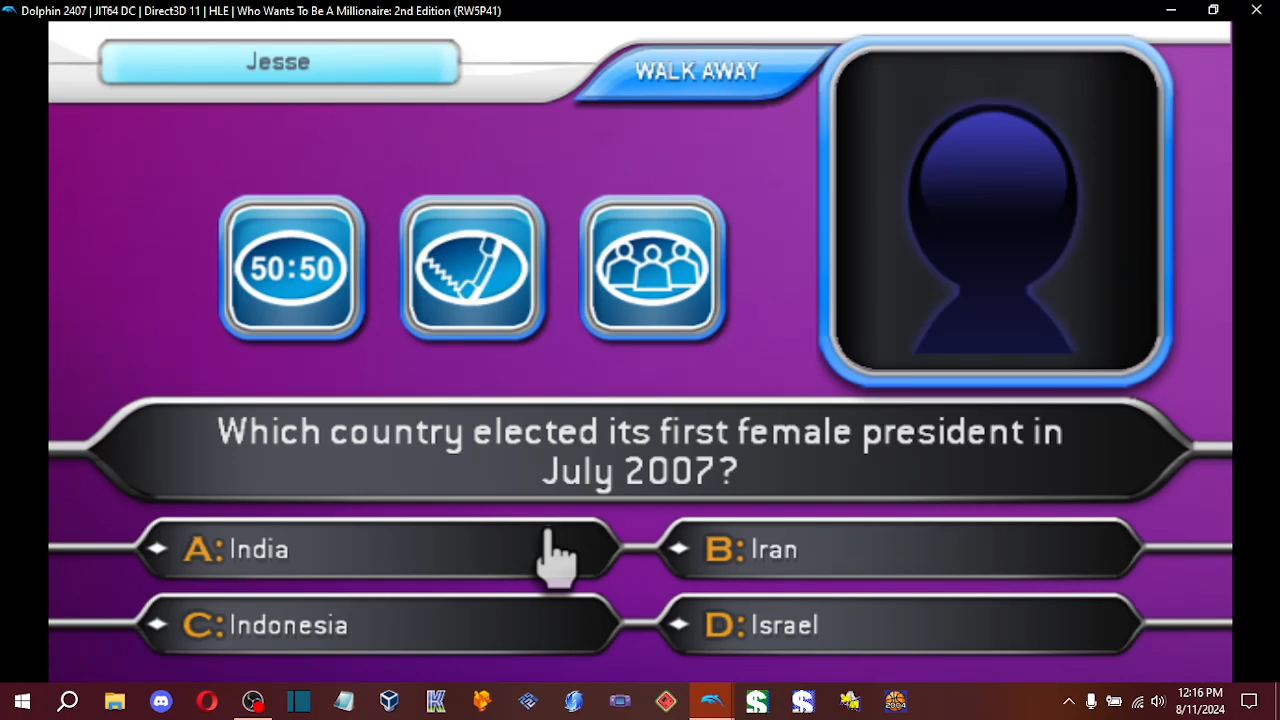 Dolphin 2407 | JIT64 DC | Direct3D 11 | HLE | Who Wants To Be A Millionaire: 2nd Edition (RW5P41)
Jesse
WALK AWAY
50:50
Which country elected its first female president in
July 2007?
A: India
B: Iran
C: Indonesia
D: Israel
12:16 PM
8/11/2024